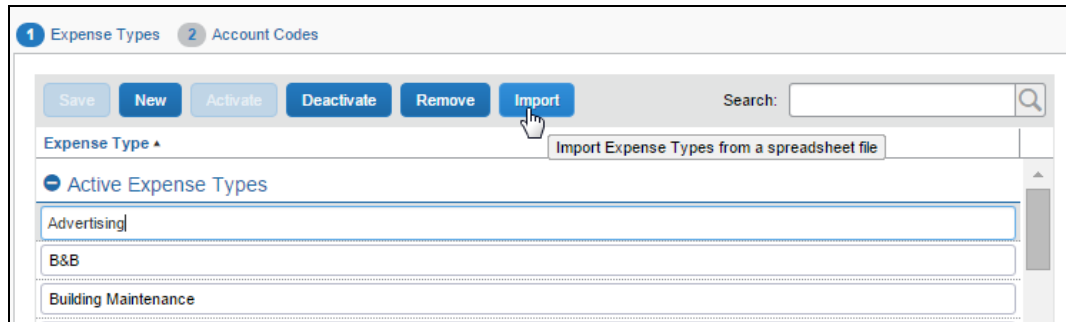 1 Expense Types 2 Account Codes
Save New Activate Deactivate Remove Import Search:
Expense Type
Import Expense Types from a spreadsheet file
Active Expense Types
Advertising
B&B
Building Maintenance